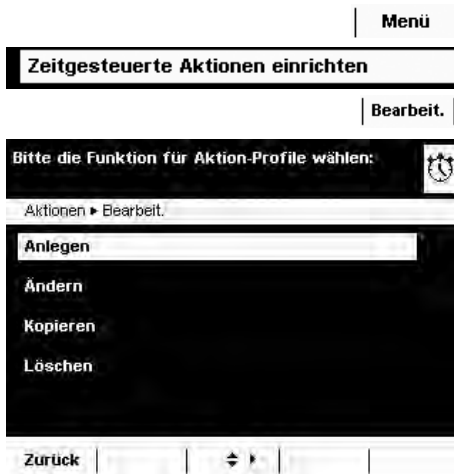 Menü
Zeitgesteuerte Aktionen einrichten
Bearbeit.
Bitte die Funktion für Aktion-Profile wählen:
Aktionen ▸ Bearbeit.
Anlegen
Ändern
Kopieren
Löschen
Zurück